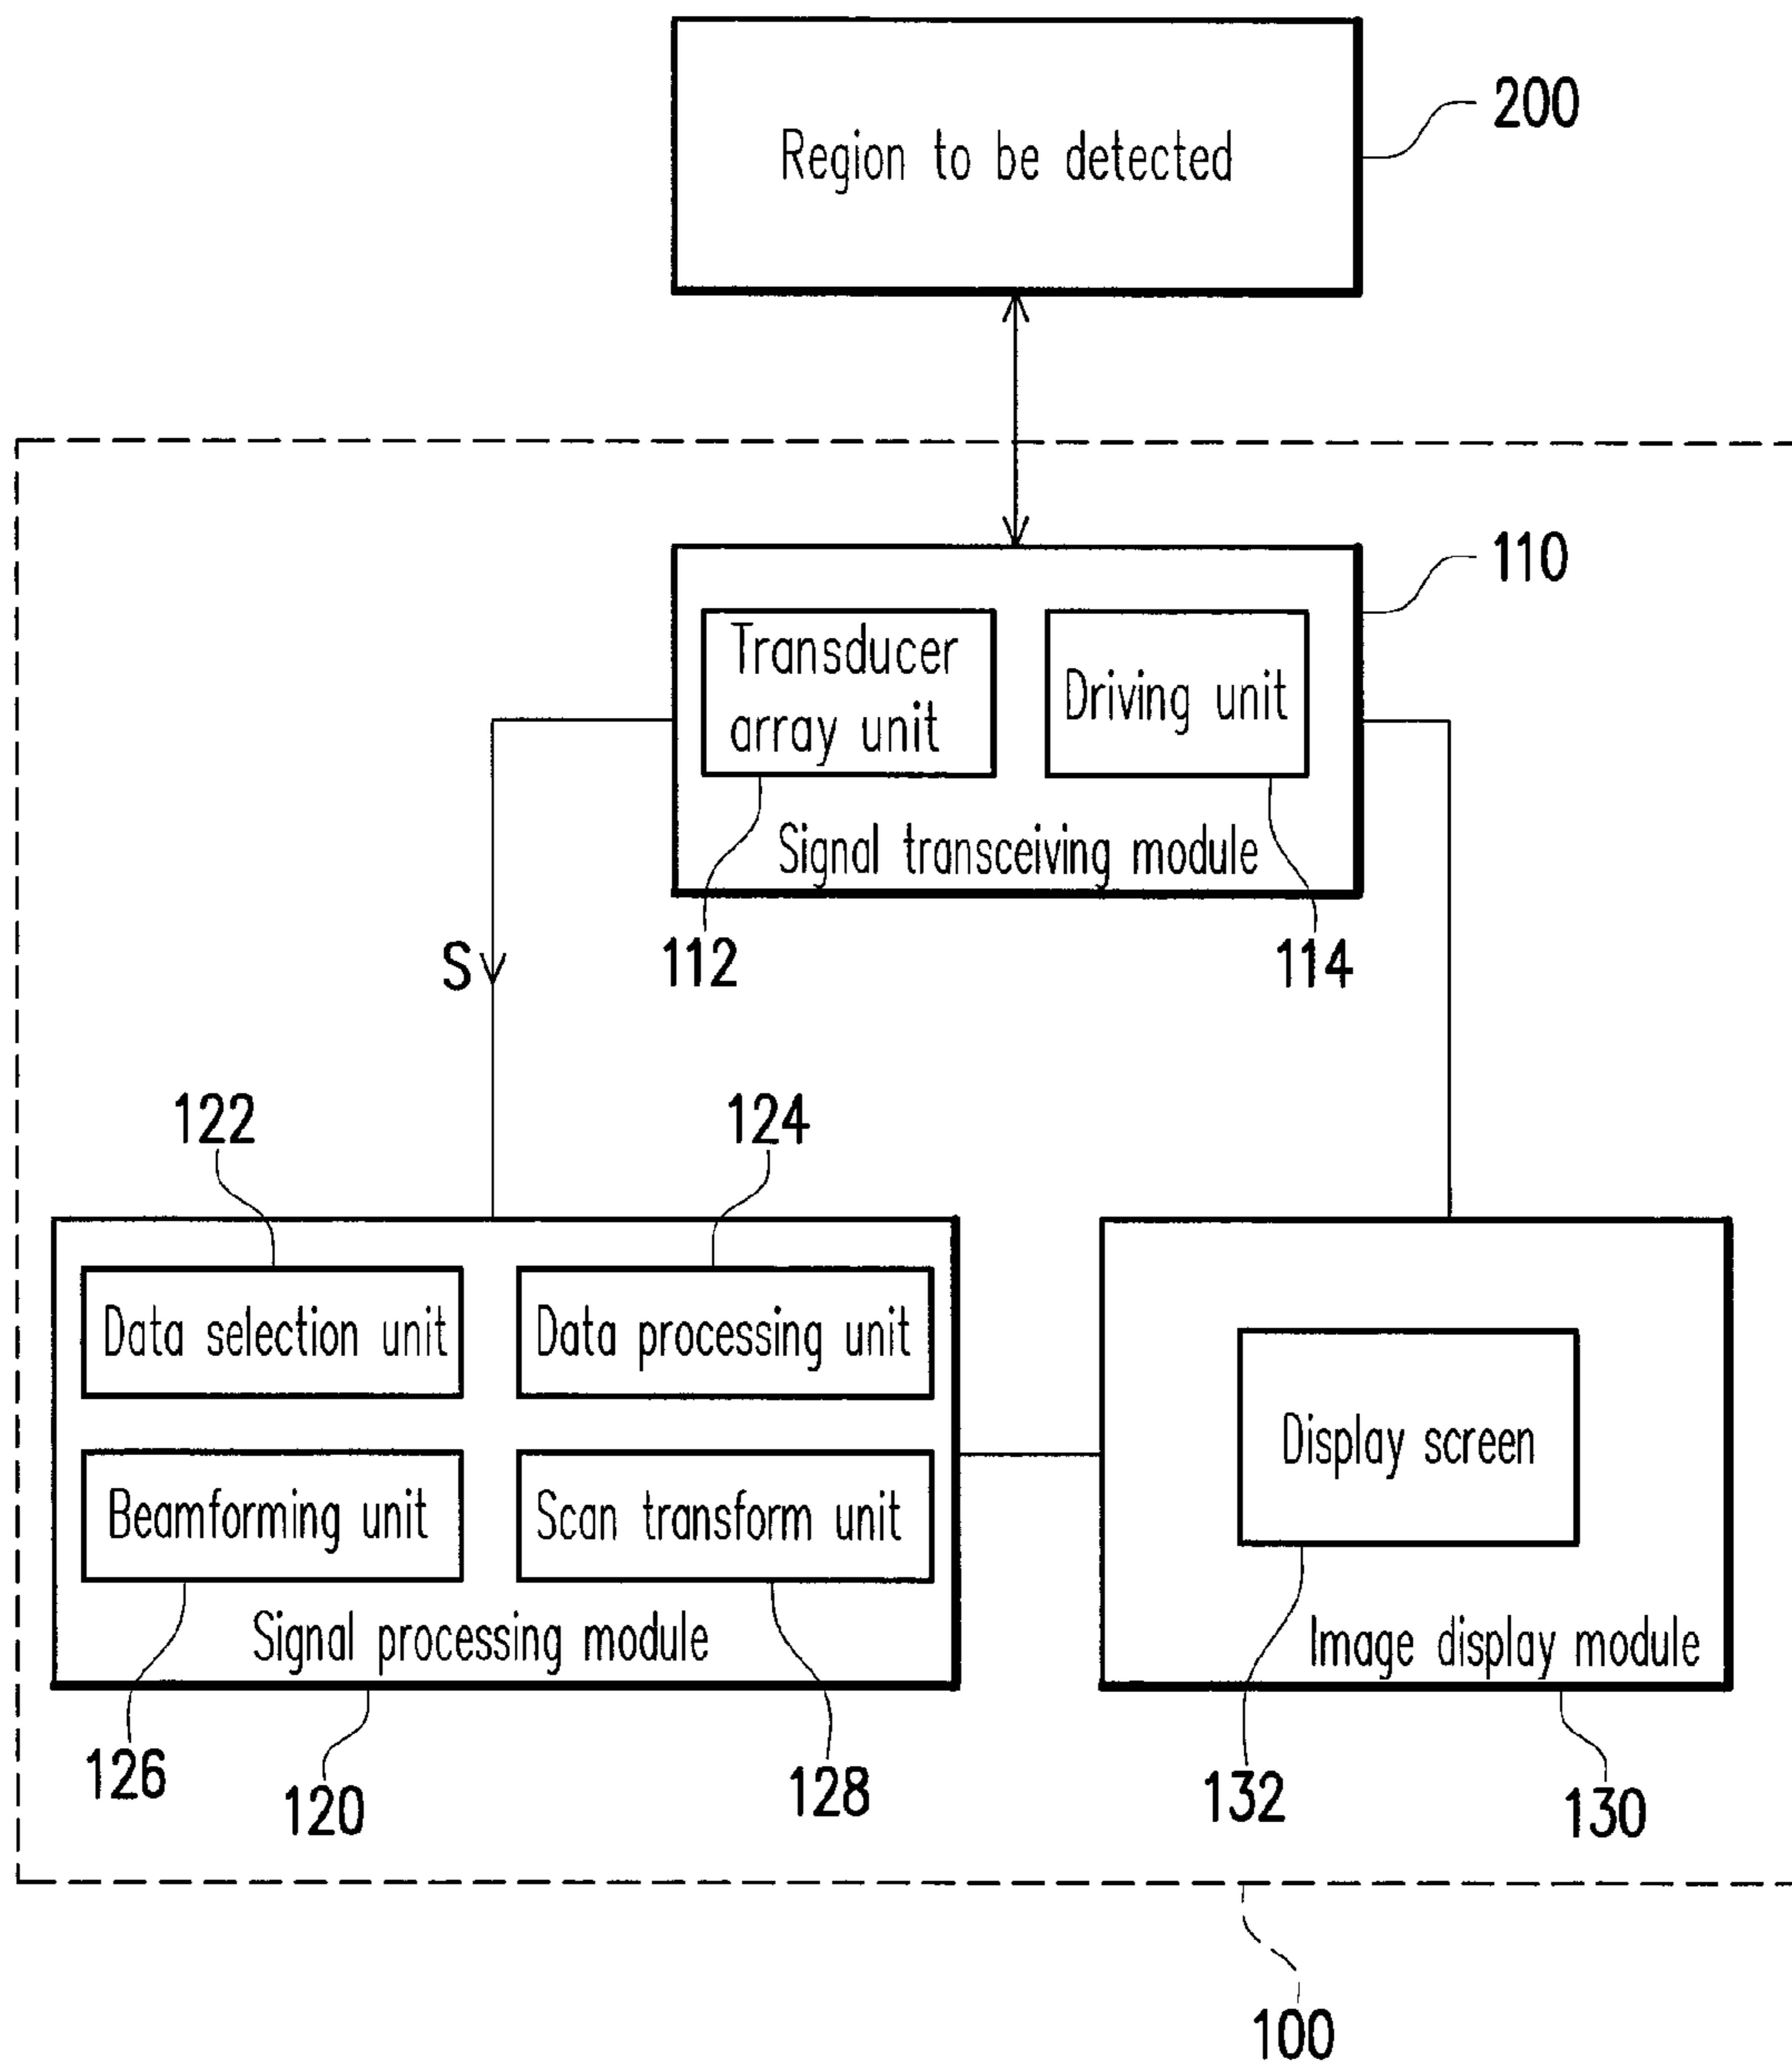 200
Region to be detected
110
Transducer
array unit
Driving unit
Signal transceiving module
S
112
114
122
124
Data selection unit
Data processing unit
Display screen
Beamforming unit
Scan transform unit
Signal processing module
Image display module
126
120
128
132
130
100